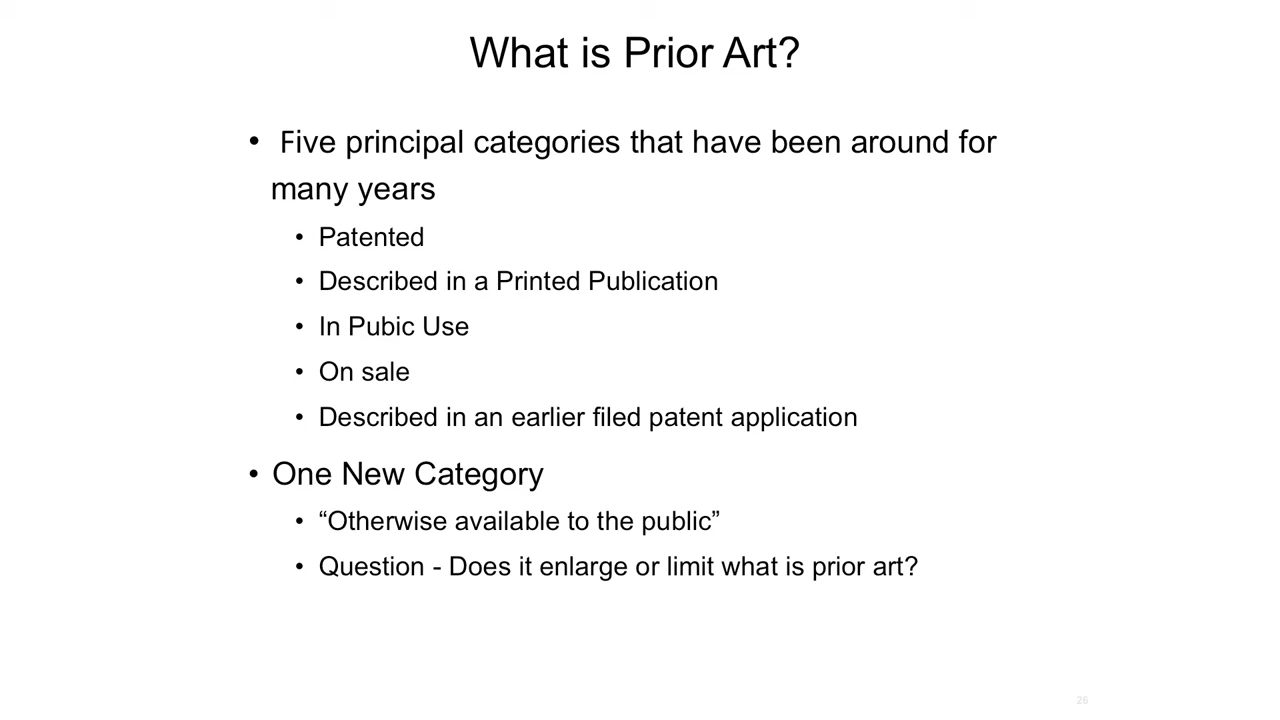 What is Prior Art?
• Five principal categories that have been around for
many years
• Patented
• Described in a Printed Publication
• In Pubic Use
• On sale
• Described in an earlier filed patent application
• One New Category
• “Otherwise available to the public”
• Question - Does it enlarge or limit what is prior art?
26